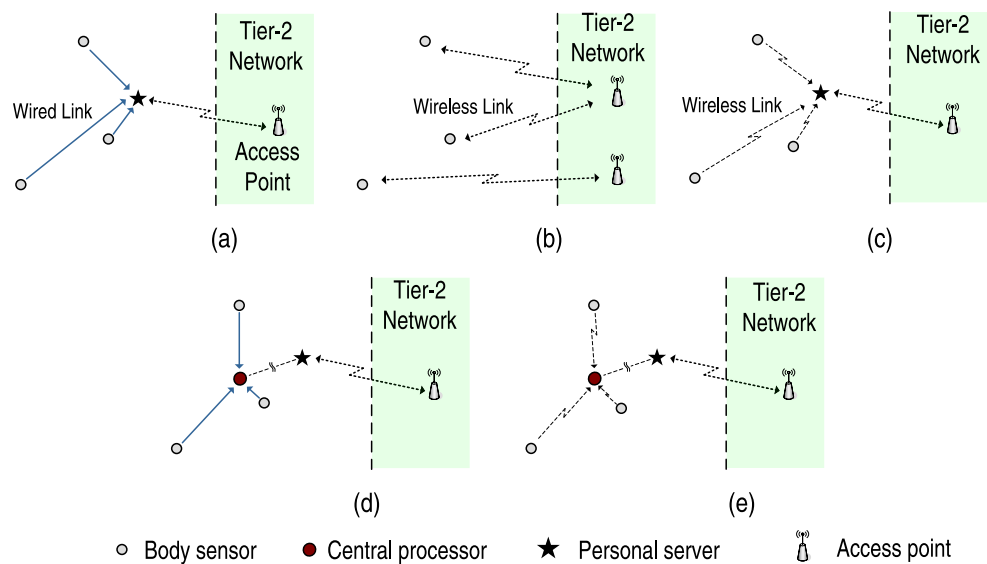 Tier-2
Network
Wired Link
Access
Point
(a)
Tier-2
Network
Wireless Link
(b)
Tier-2
Network
Wireless Link
(c)
Tier-2
Network
(d)
Tier-2
Network
(e)
Body sensor
Central processor
Personal server
Access point